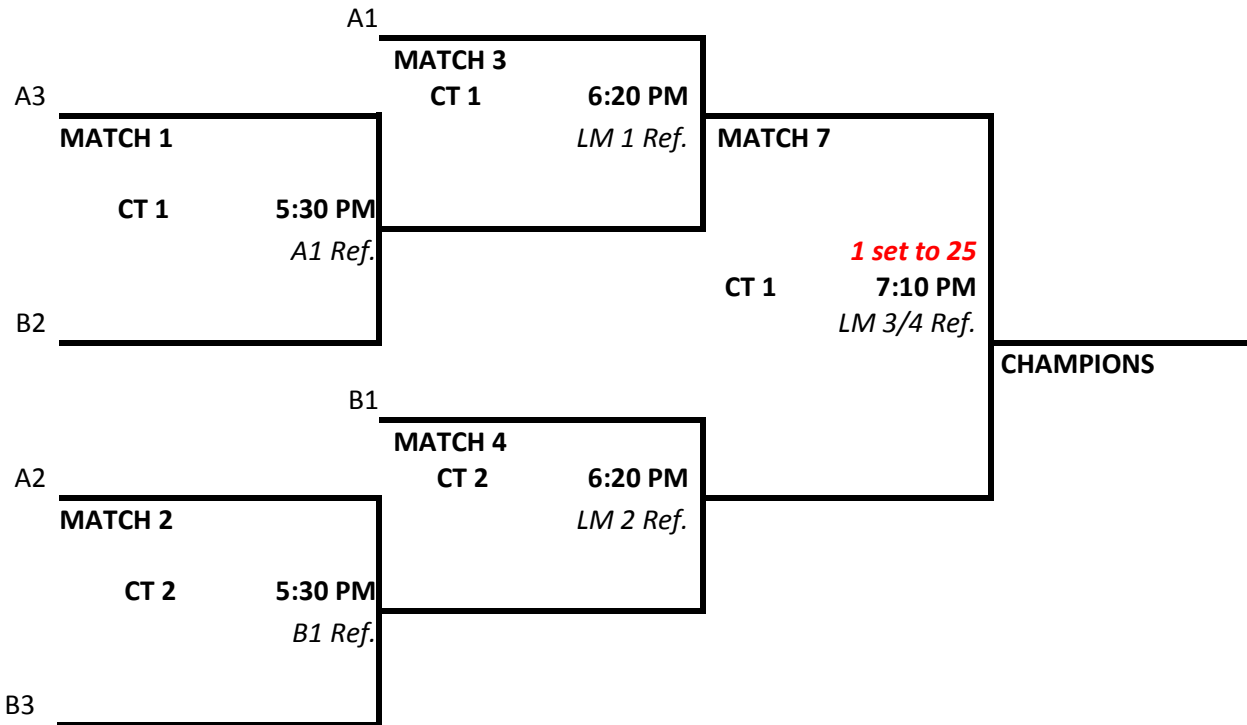 A1
MATCH 3
CT 1 6:20 PM
LM 1 Ref.
A3
MATCH 1
CT 1 5:30 PM
A1 Ref.
B2
MATCH 7
1 set to 25
CT 1 7:10 PM
LM 3/4 Ref.
CHAMPIONS
B1
MATCH 4
CT 2 6:20 PM
LM 2 Ref.
A2
MATCH 2
CT 2 5:30 PM
B1 Ref.
B3